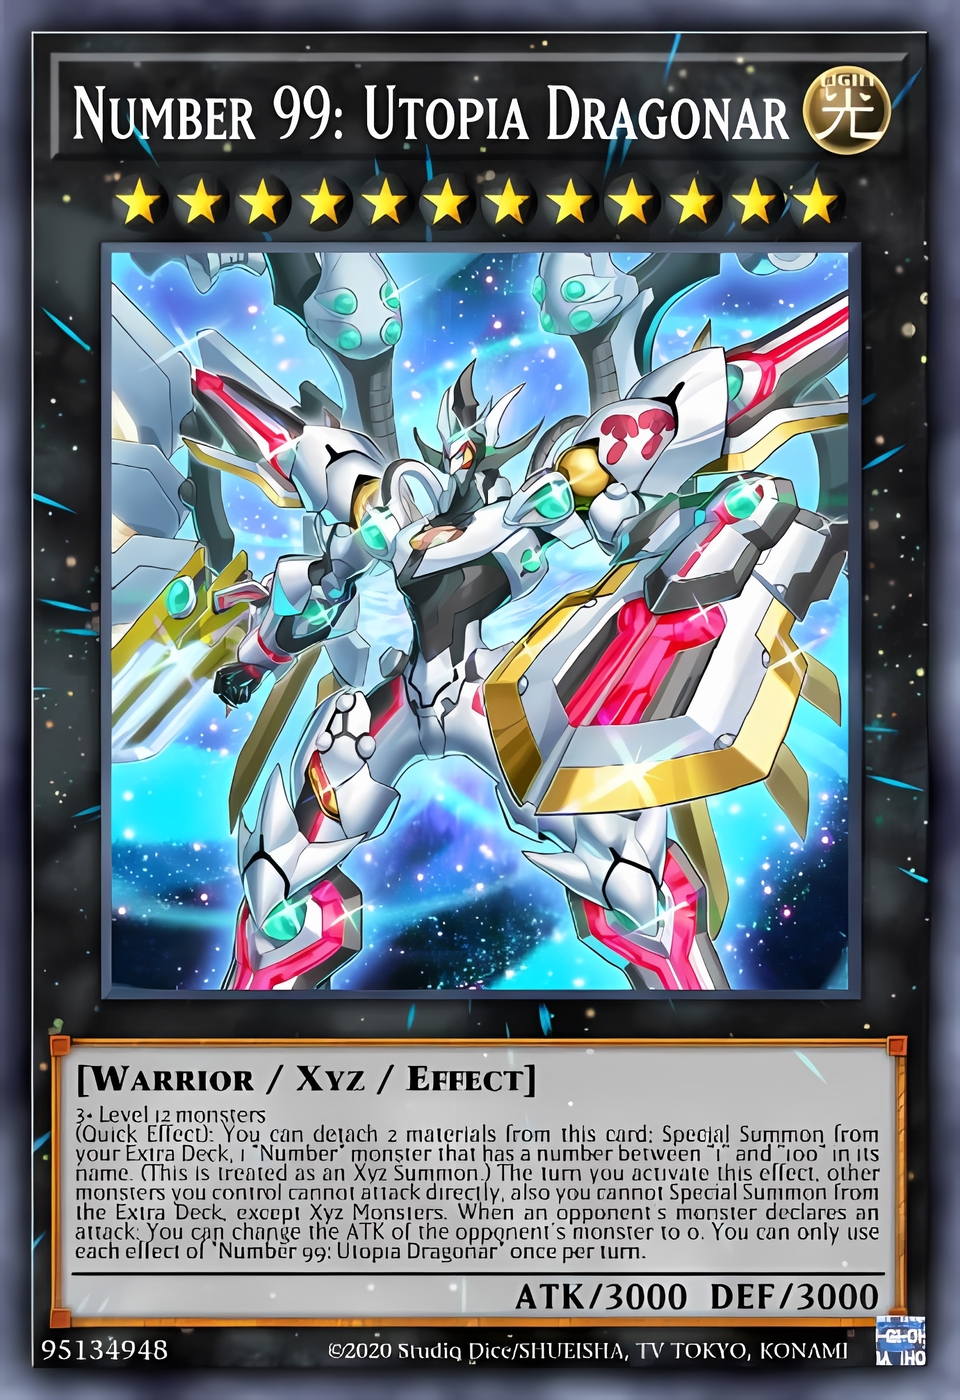 NUMBER 99: UTOPIA DRAGONAR
光
[WARRIOR / XYZ / EFFECT]
3+ Level 12 monsters
(Quick Effect): You can detach 2 materials from this card; Special Summon from
your Extra Deck, 1 "Number" monster that has a number between "1" and "100" in its
name. (This is treated as an Xyz Summon.) The turn you activate this effect, other
monsters you control cannot attack directly, also you cannot Special Summon from
the Extra Deck, except Xyz Monsters. When an opponent's monster declares an
attack: You can change the ATK of the opponent's monster to 0. You can only use
each effect of "Number 99: Utopia Dragonar" once per turn.
ATK/3000 DEF/3000
95134948
©2020 Studio Dice/SHUEISHA, TV TOKYO, KONAMI